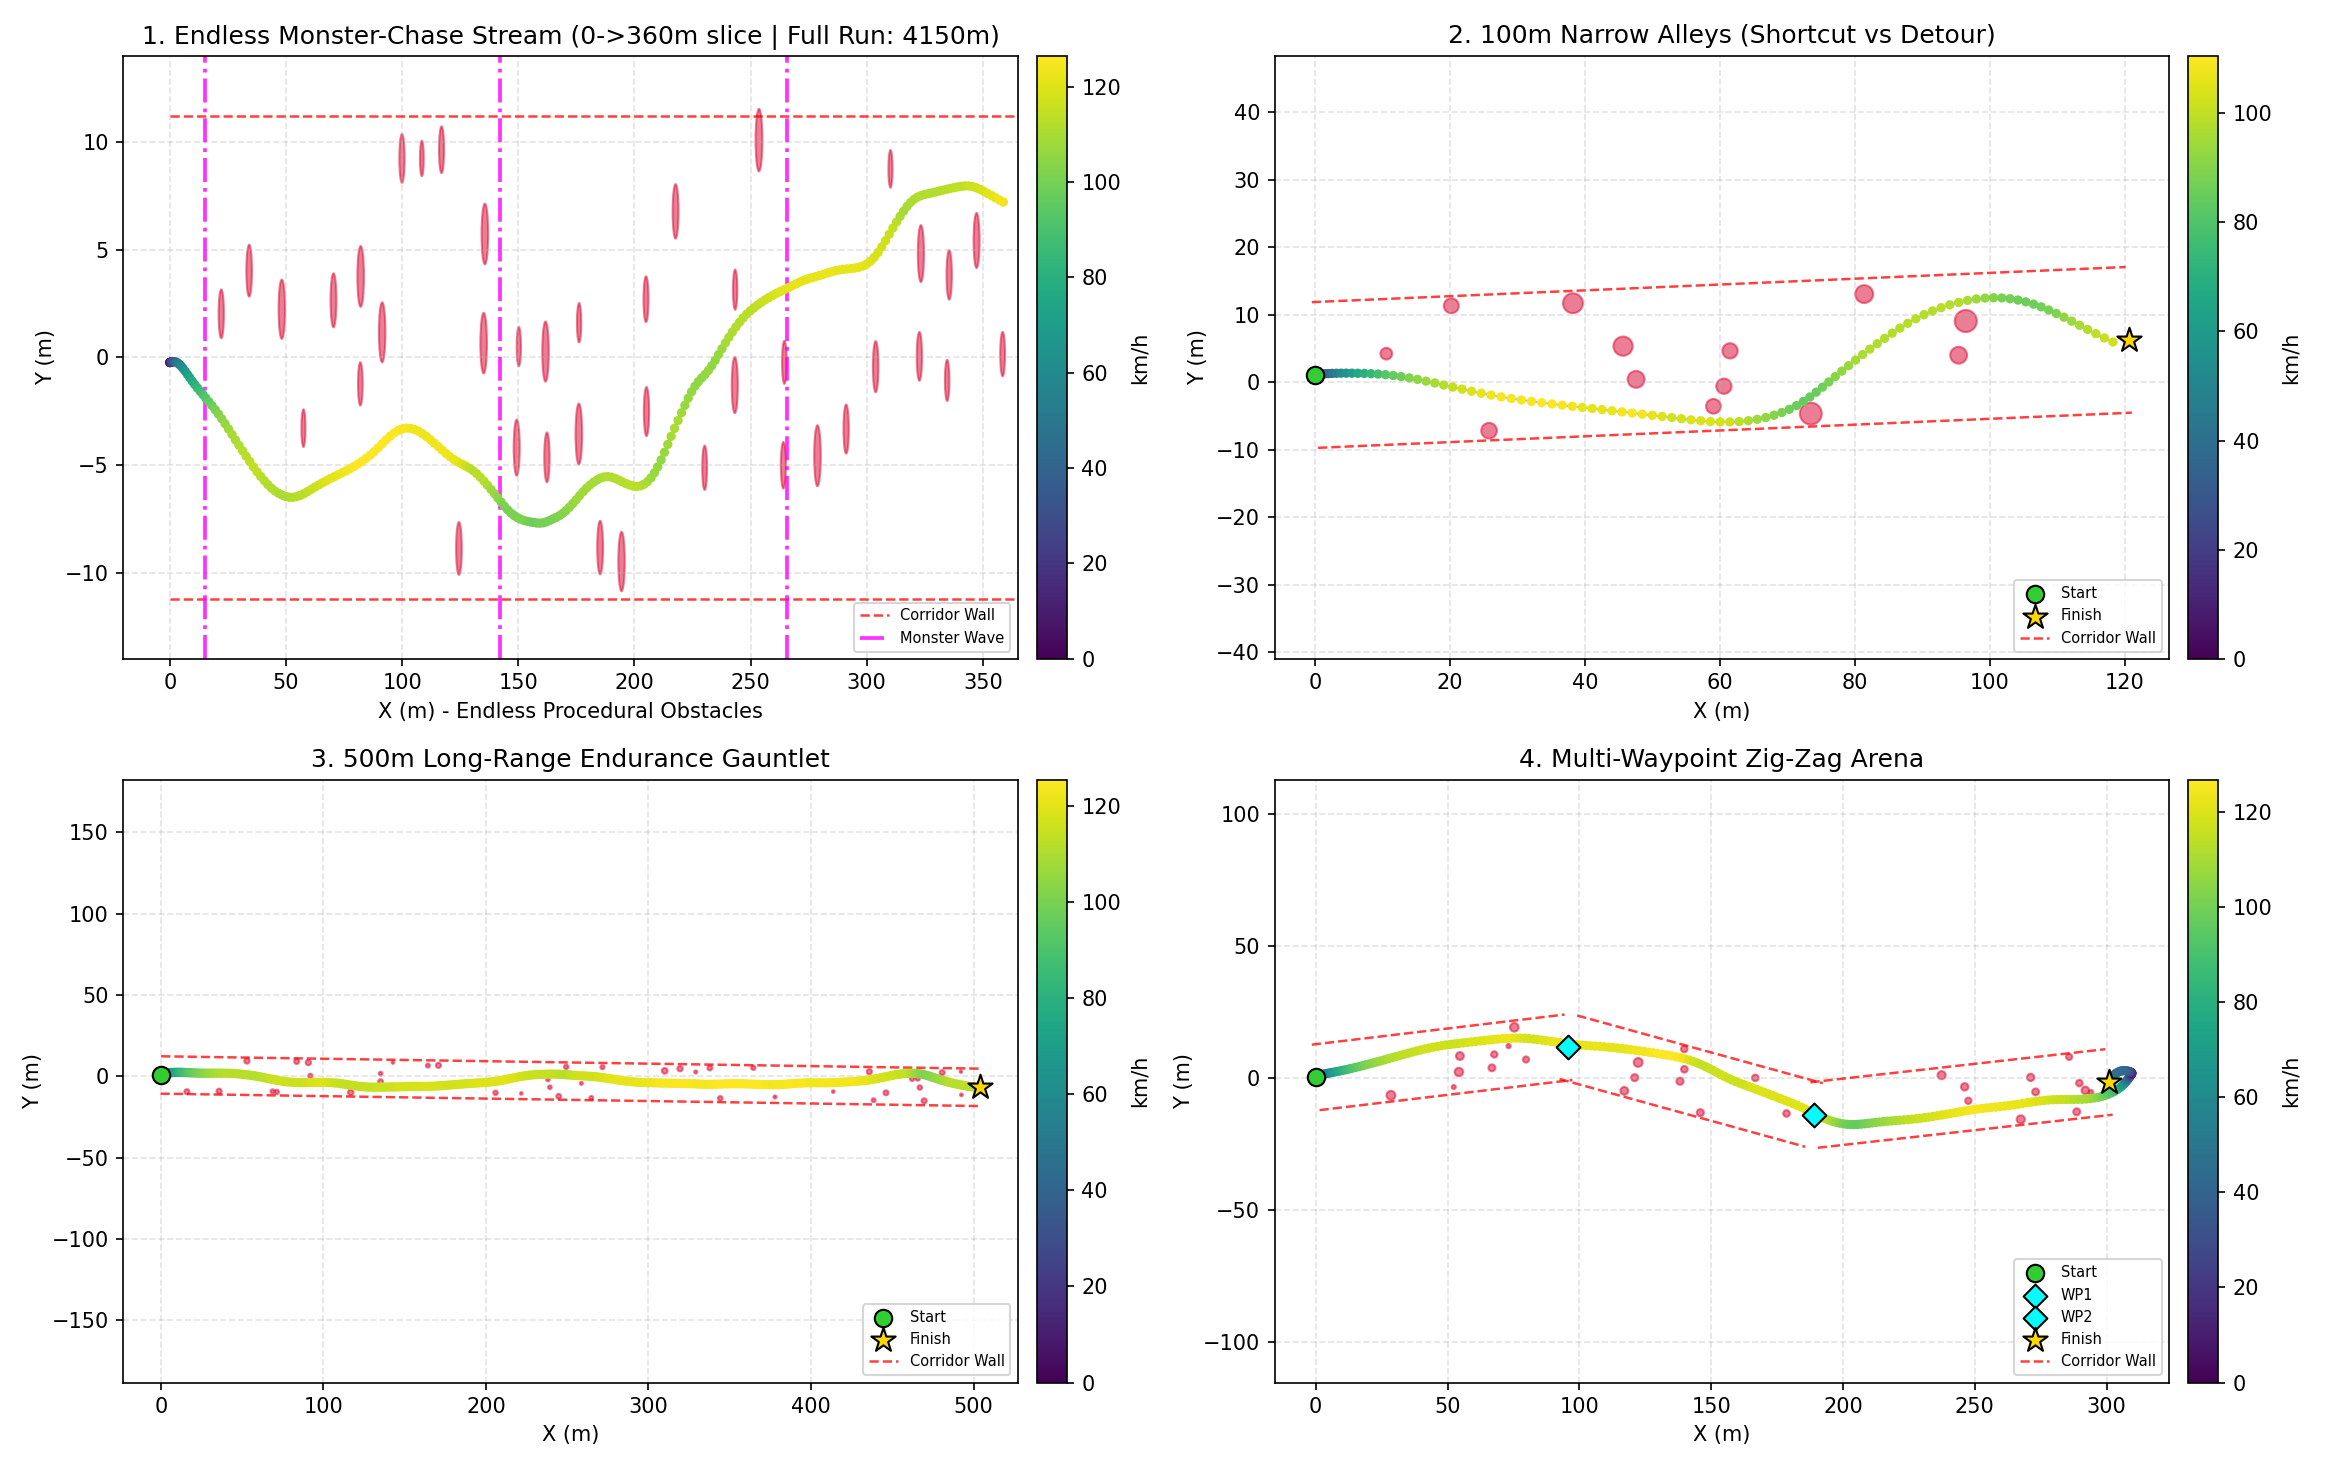 1. Endless Monster-Chase Stream (0->360m slice | Full Run: 4150m)
10
5
0
−5
−10
Y (m)
0 50 100 150 200 250 300 350
X (m) - Endless Procedural Obstacles
Corridor Wall
Monster Wave
120
100
80
60
40
20
0
km/h
2. 100m Narrow Alleys (Shortcut vs Detour)
40
30
20
10
0
−10
−20
−30
−40
Y (m)
0 20 40 60 80 100 120
X (m)
Start
Finish
Corridor Wall
100
80
60
40
20
0
km/h
3. 500m Long-Range Endurance Gauntlet
150
100
50
0
−50
−100
−150
Y (m)
0 100 200 300 400 500
X (m)
Start
Finish
Corridor Wall
120
100
80
60
40
20
0
km/h
4. Multi-Waypoint Zig-Zag Arena
100
50
0
−50
−100
Y (m)
0 50 100 150 200 250 300
X (m)
Start
WP1
WP2
Finish
Corridor Wall
120
100
80
60
40
20
0
km/h